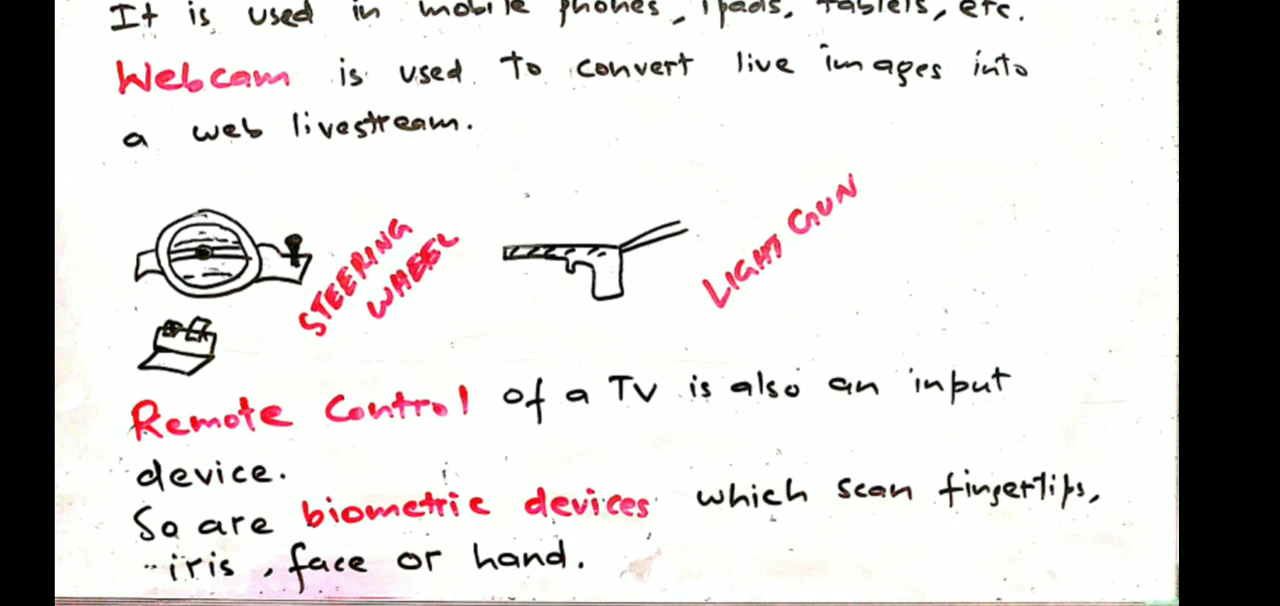 It is used in mobile phones, ipads, tablets, etc.
Webcam is used to convert live images into
a web livestream.
STEERING
WHEEL
LIGHT GUN
Remote Control of a TV is also an input
device.
So are biometric devices which scan fingertips,
iris, face or hand.